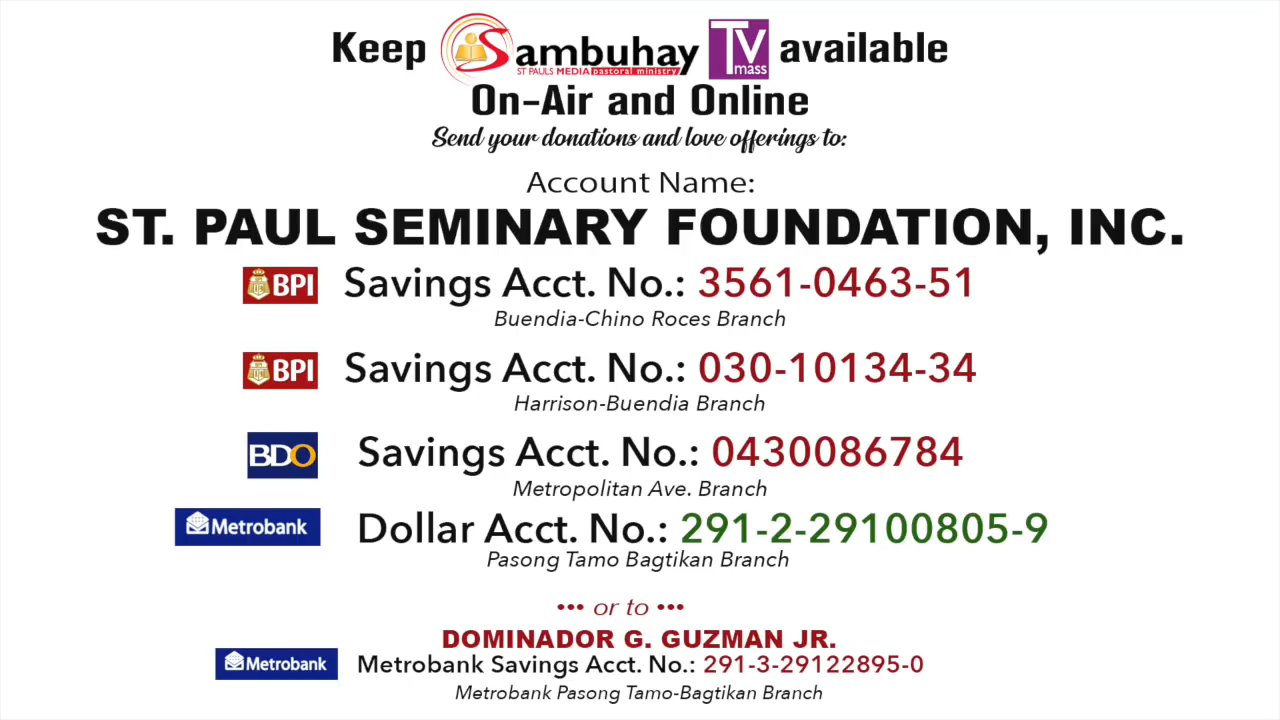 Keep Sambuhay TV mass available
ST PAULS MEDIA pastoral ministry
On-Air and Online
Send your donations and love offerings to:
Account Name:
ST. PAUL SEMINARY FOUNDATION, INC.
BPI Savings Acct. No.: 3561-0463-51
Buendia-Chino Roces Branch
BPI Savings Acct. No.: 030-10134-34
Harrison-Buendia Branch
BDO Savings Acct. No.: 0430086784
Metropolitan Ave. Branch
Metrobank Dollar Acct. No.: 291-2-29100805-9
Pasong Tamo Bagtikan Branch
••• or to •••
DOMINADOR G. GUZMAN JR.
Metrobank Metrobank Savings Acct. No.: 291-3-29122895-0
Metrobank Pasong Tamo-Bagtikan Branch